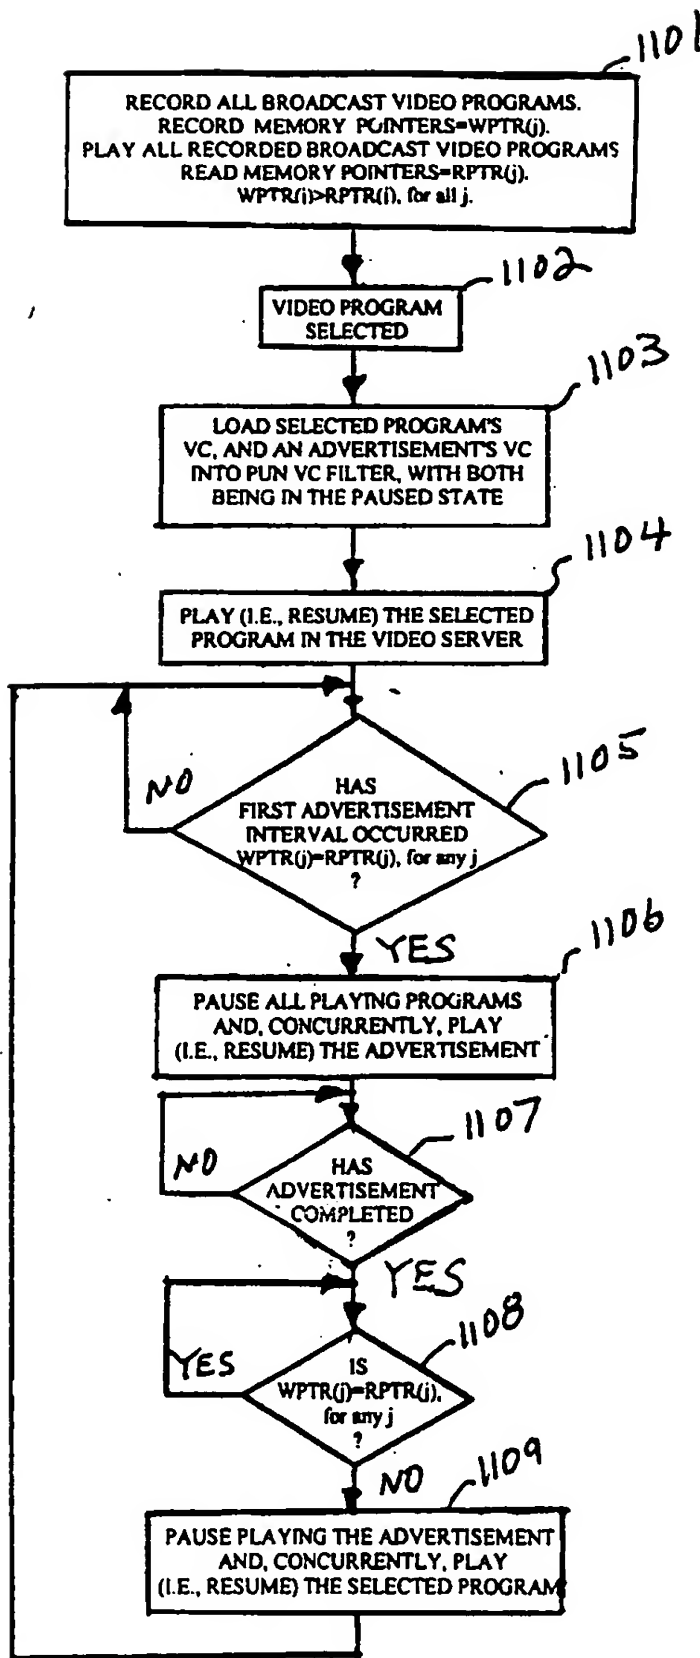 1101
RECORD ALL BROADCAST VIDEO PROGRAMS.
RECORD MEMORY POINTERS=WPTR(j).
PLAY ALL RECORDED BROADCAST VIDEO PROGRAMS
READ MEMORY POINTERS=RPTR(j).
WPTR(j)>RPTR(j), for all j.
1102
VIDEO PROGRAM
SELECTED
1103
LOAD SELECTED PROGRAM'S
VC, AND AN ADVERTISEMENT'S VC
INTO PUN VC FILTER, WITH BOTH
BEING IN THE PAUSED STATE
1104
PLAY (I.E., RESUME) THE SELECTED
PROGRAM IN THE VIDEO SERVER
1105
NO
HAS
FIRST ADVERTISEMENT
INTERVAL OCCURRED
WPTR(j)=RPTR(j), for any j
?
YES
1106
PAUSE ALL PLAYING PROGRAMS
AND, CONCURRENTLY, PLAY
(I.E., RESUME) THE ADVERTISEMENT
1107
NO
HAS
ADVERTISEMENT
COMPLETED
?
YES
1108
YES
IS
WPTR(j)=RPTR(j),
for any j
?
NO
1109
PAUSE PLAYING THE ADVERTISEMENT
AND, CONCURRENTLY, PLAY
(I.E., RESUME) THE SELECTED PROGRAM